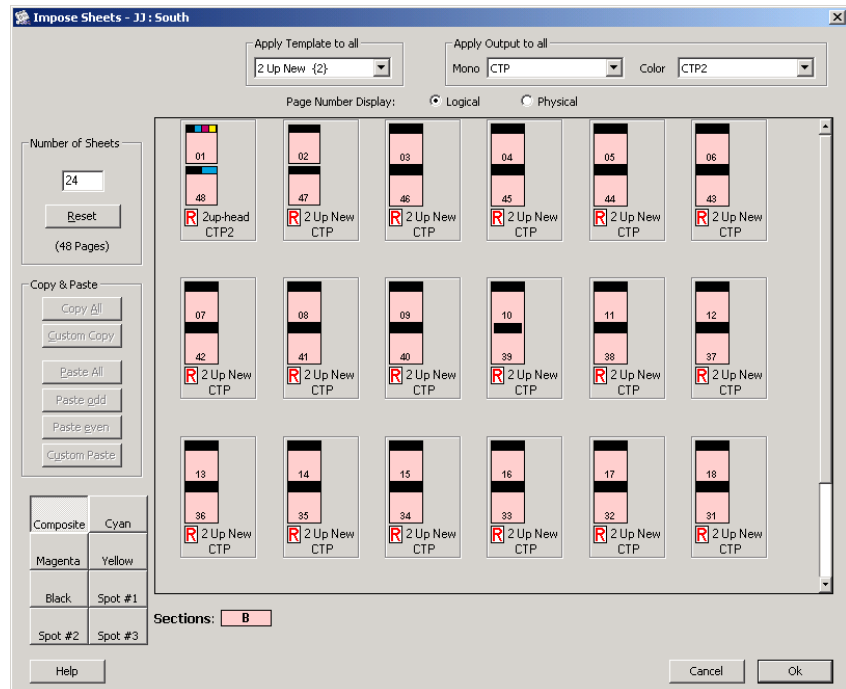 Impose Sheets - JJ : South
Apply Template to all
Apply Output to all
2 Up New {2}
Mono CTP
Color CTP2
Page Number Display: Logical Physical
Number of Sheets
24
Reset
(48 Pages)
Copy & Paste
Copy All
Custom Copy
Paste All
Paste odd
Paste even
Custom Paste
Composite Cyan
Magenta Yellow
Black Spot #1
Spot #2 Spot #3
01 02 03 04 05 06
48 47 46 45 44 43
R 2up-head R 2 Up New R 2 Up New R 2 Up New R 2 Up New R 2 Up New
CTP2 CTP CTP CTP CTP CTP
07 08 09 10 11 12
42 41 40 39 38 37
R 2 Up New R 2 Up New R 2 Up New R 2 Up New R 2 Up New R 2 Up New
CTP CTP CTP CTP CTP CTP
13 14 15 16 17 18
36 35 34 33 32 31
R 2 Up New R 2 Up New R 2 Up New R 2 Up New R 2 Up New R 2 Up New
CTP CTP CTP CTP CTP CTP
Sections: B
Help
Cancel
Ok